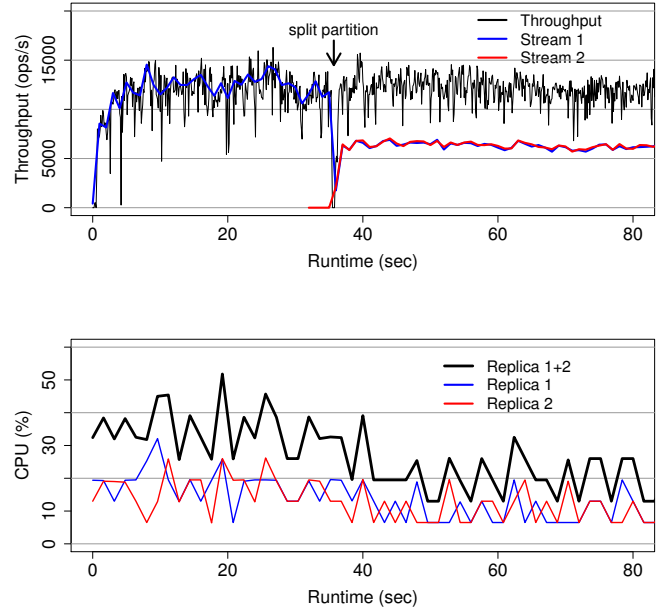 split partition
Throughput
Stream 1
Stream 2
Throughput (ops/s)
15000
5000
0
0
20
40
60
80
Runtime (sec)
Replica 1+2
Replica 1
Replica 2
CPU (%)
50
30
10
0
0
20
40
60
80
Runtime (sec)